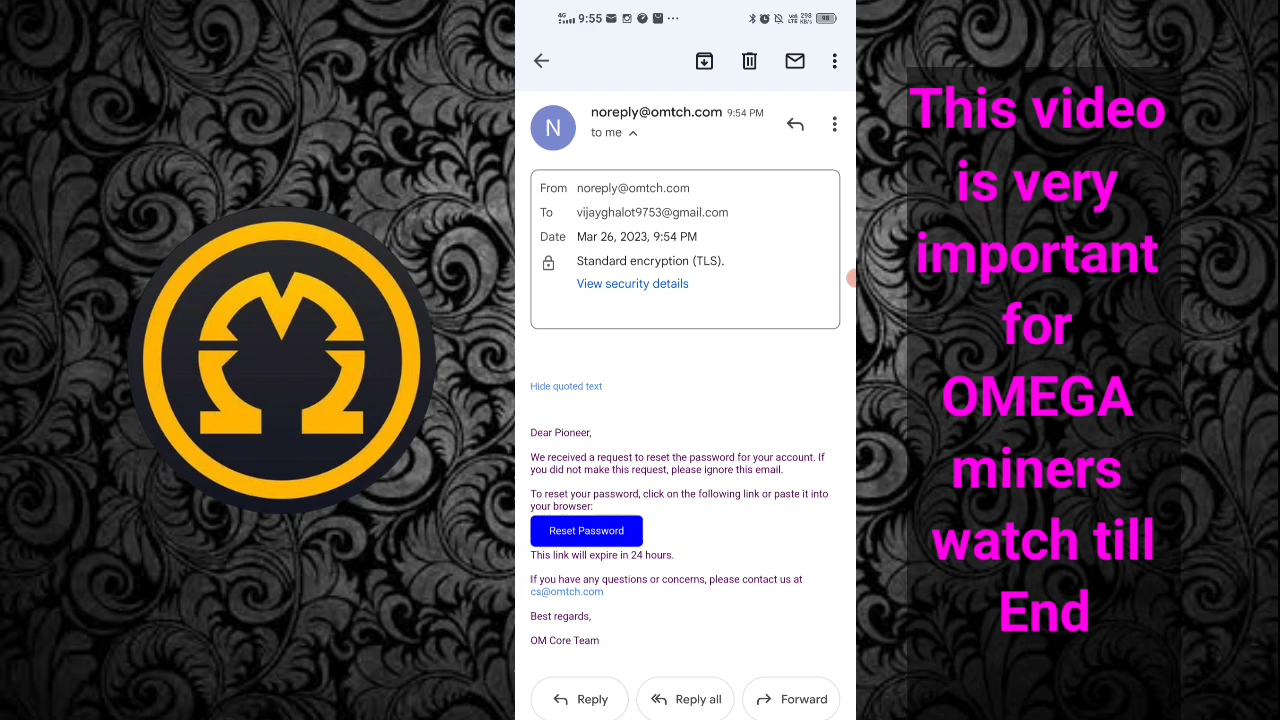 4G 9:55 ... VoI) LTE 298 KB/s 98
N
noreply@omtch.com 9:54 PM
to me
From noreply@omtch.com
To vijayghalot9753@gmail.com
Date Mar 26, 2023, 9:54 PM
Standard encryption (TLS).
View security details
Hide quoted text
Dear Pioneer,
We received a request to reset the password for your account. If
you did not make this request, please ignore this email.
To reset your password, click on the following link or paste it into
your browser:
Reset Password
This link will expire in 24 hours.
If you have any questions or concerns, please contact us at
cs@omtch.com
Best regards,
OM Core Team
Reply Reply all Forward
This video
is very
important
for
OMEGA
miners
watch till
End